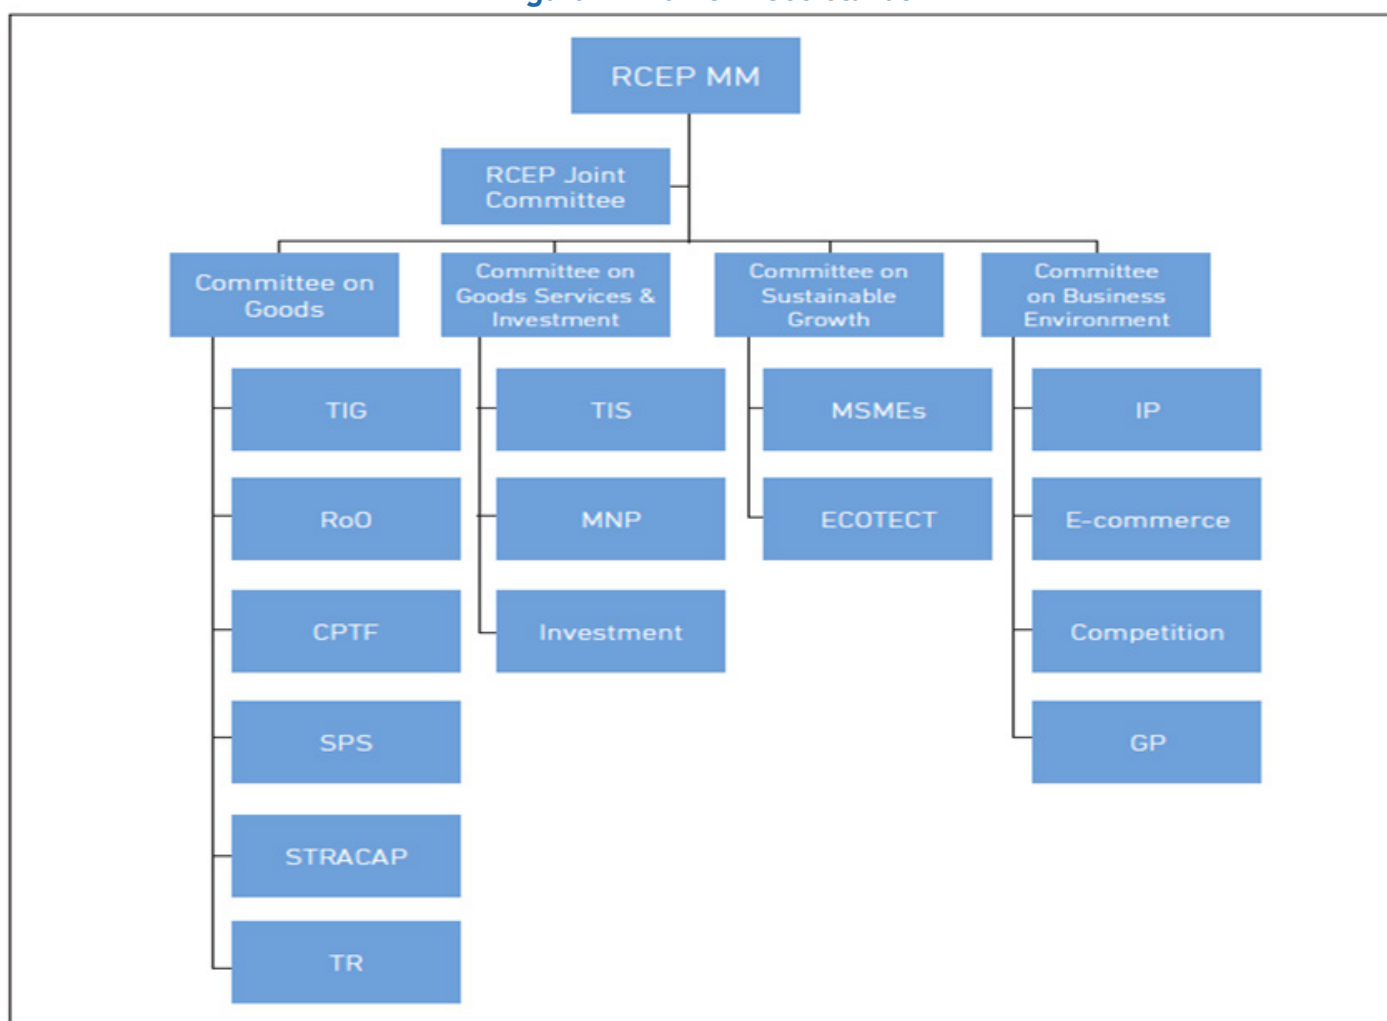 RCEP MM
RCEP Joint
Committee
Committee on
Goods
Committee on
Goods Services &
Investment
Committee on
Sustainable
Growth
Committee
on Business
Environment
TIG
RoO
CPTF
SPS
STRACAP
TR
TIS
MNP
Investment
MSMEs
ECOTECT
IP
E-commerce
Competition
GP